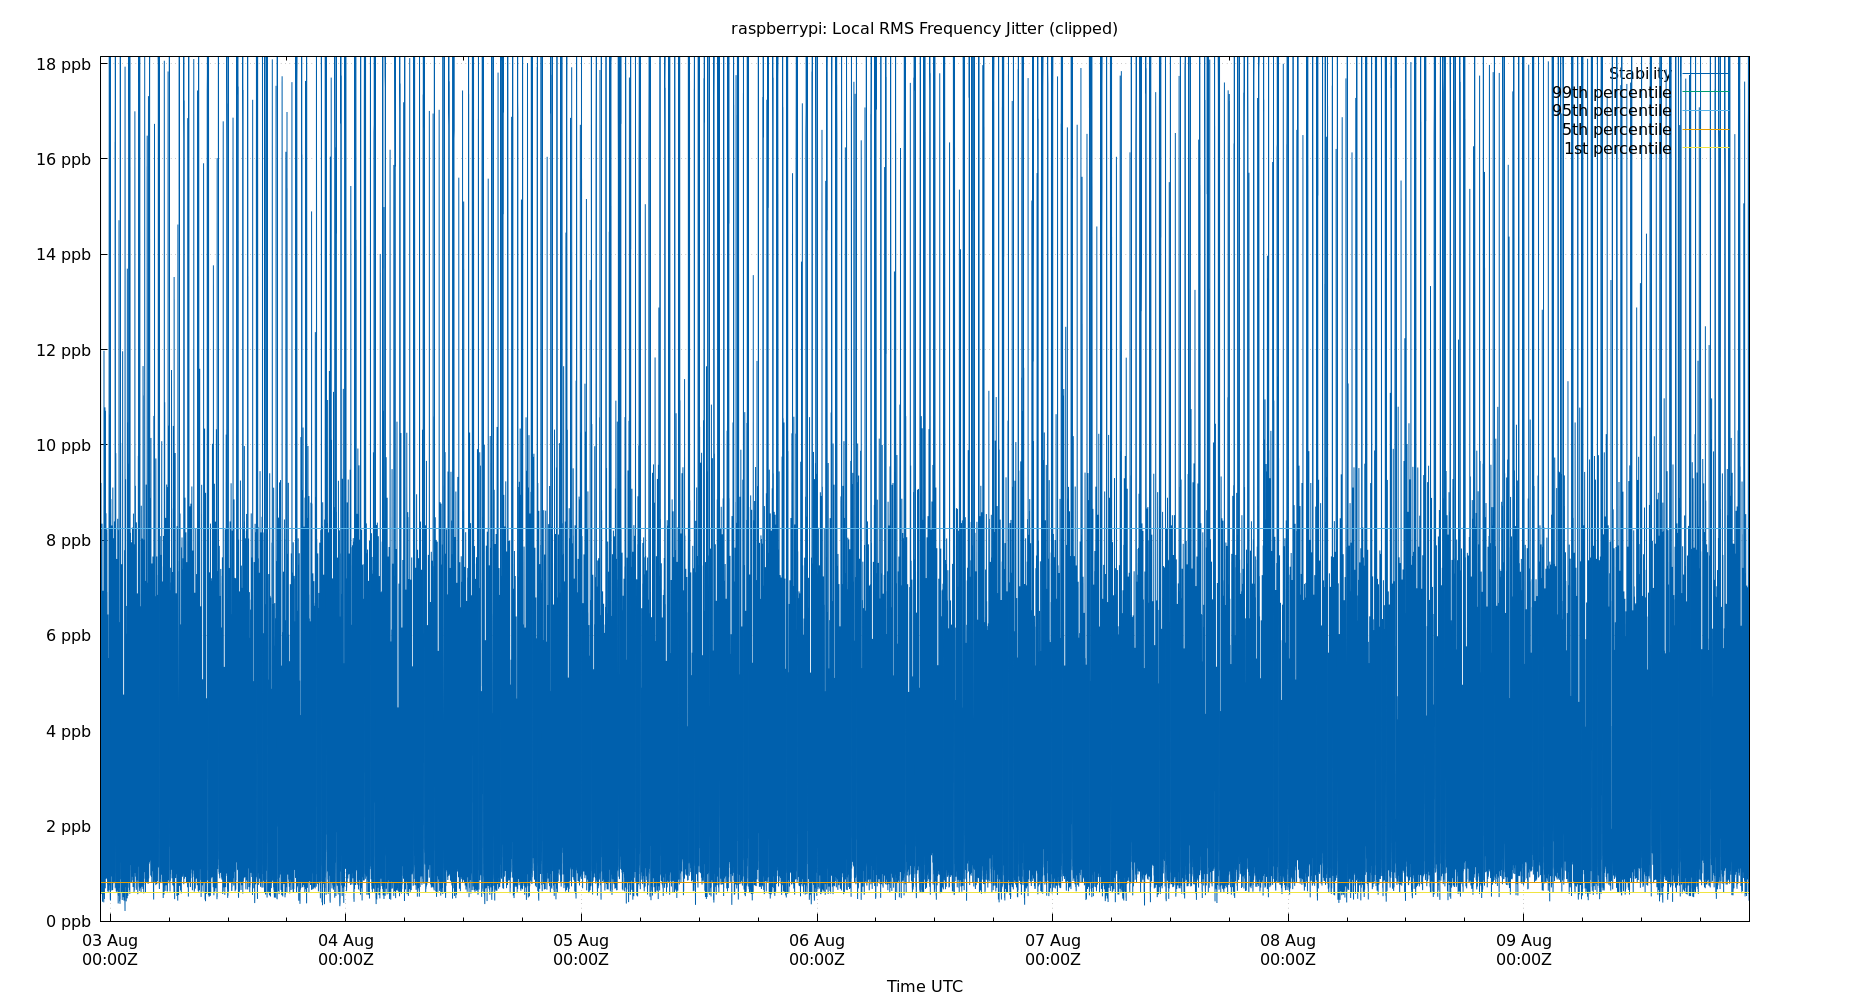 raspberrypi: Local RMS Frequency Jitter (clipped)
18 ppb
16 ppb
14 ppb
12 ppb
10 ppb
8 ppb
6 ppb
4 ppb
2 ppb
0 ppb
Stability
99th percentile
95th percentile
5th percentile
1st percentile
03 Aug
00:00Z
04 Aug
00:00Z
05 Aug
00:00Z
06 Aug
00:00Z
07 Aug
00:00Z
08 Aug
00:00Z
09 Aug
00:00Z
Time UTC